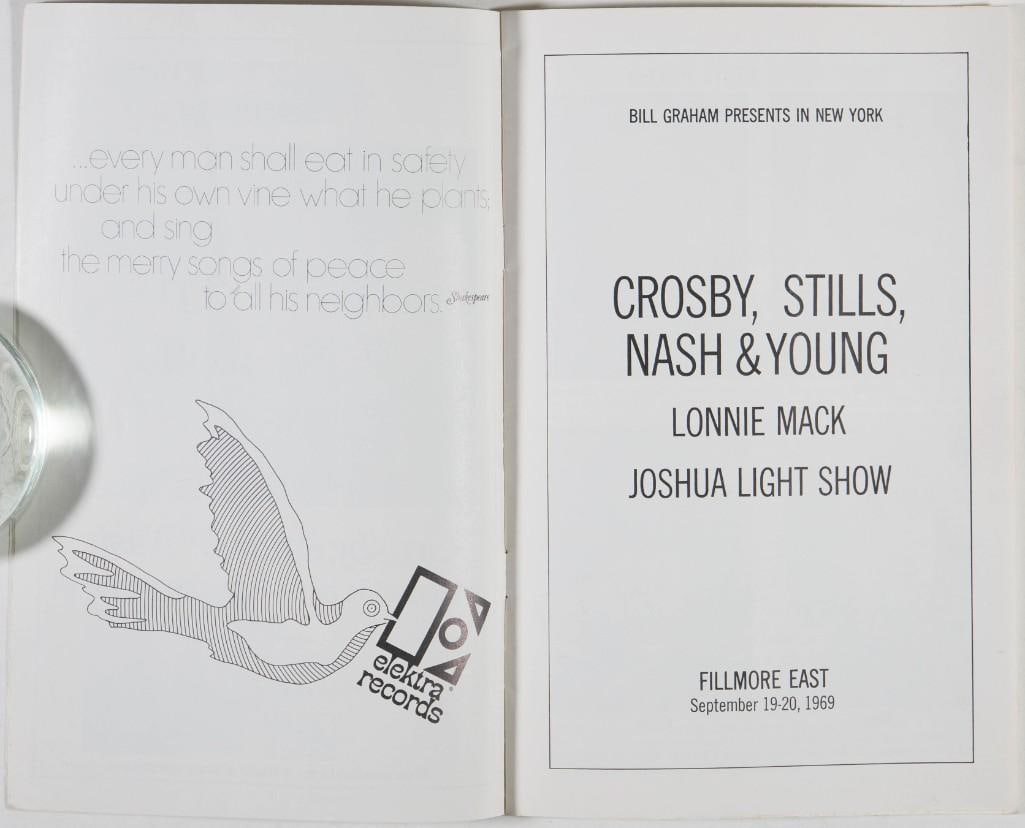 ...every man shall eat in safety
under his own vine what he plants;
and sing
the merry songs of peace
to all his neighbors. Shakespeare
elektra
records
BILL GRAHAM PRESENTS IN NEW YORK
CROSBY, STILLS,
NASH & YOUNG
LONNIE MACK
JOSHUA LIGHT SHOW
FILLMORE EAST
September 19-20, 1969